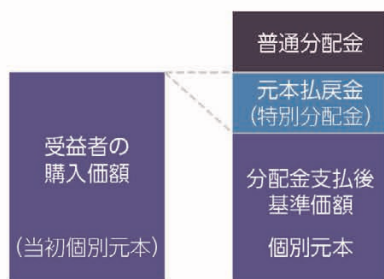 受益者の
購入価額
(当初個別元本)
普通分配金
元本払戻金
(特別分配金)
分配金支払後
基準価額
個別元本